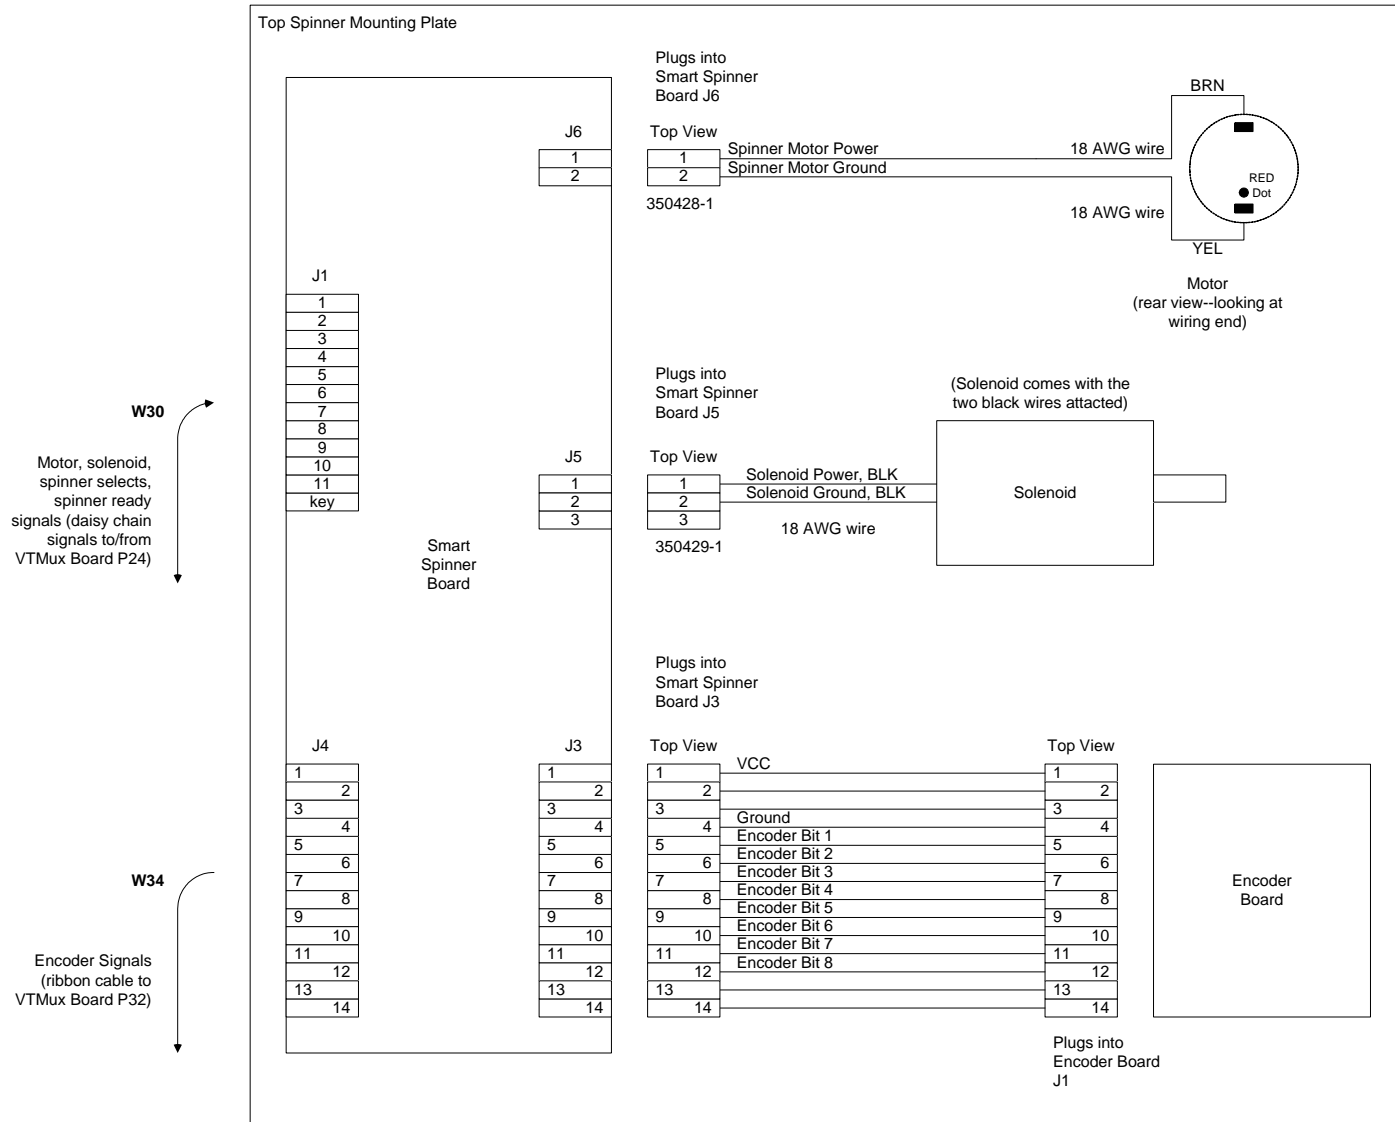 Top Spinner Mounting Plate
Plugs into
Smart Spinner
Board J6
BRN
J6
Top View
1
2
1
2
Spinner Motor Power
Spinner Motor Ground
18 AWG wire
18 AWG wire
350428-1
RED
Dot
YEL
Motor
(rear view--looking at
wiring end)
J1
1
2
3
4
5
6
7
8
9
10
11
key
W30
Motor, solenoid,
spinner selects,
spinner ready
signals (daisy chain
signals to/from
VTMux Board P24)
Plugs into
Smart Spinner
Board J5
(Solenoid comes with the
two black wires attacted)
J5
Top View
1
2
3
1
2
3
Solenoid Power, BLK
Solenoid Ground, BLK
18 AWG wire
350429-1
Solenoid
Smart
Spinner
Board
Plugs into
Smart Spinner
Board J3
J4
1
2
3
4
5
6
7
8
9
10
11
12
13
14
J3
1
2
3
4
5
6
7
8
9
10
11
12
13
14
Top View
1
2
3
4
5
6
7
8
9
10
11
12
13
14
VCC
Ground
Encoder Bit 1
Encoder Bit 2
Encoder Bit 3
Encoder Bit 4
Encoder Bit 5
Encoder Bit 6
Encoder Bit 7
Encoder Bit 8
Top View
1
2
3
4
5
6
7
8
9
10
11
12
13
14
Encoder
Board
Plugs into
Encoder Board
J1
W34
Encoder Signals
(ribbon cable to
VTMux Board P32)